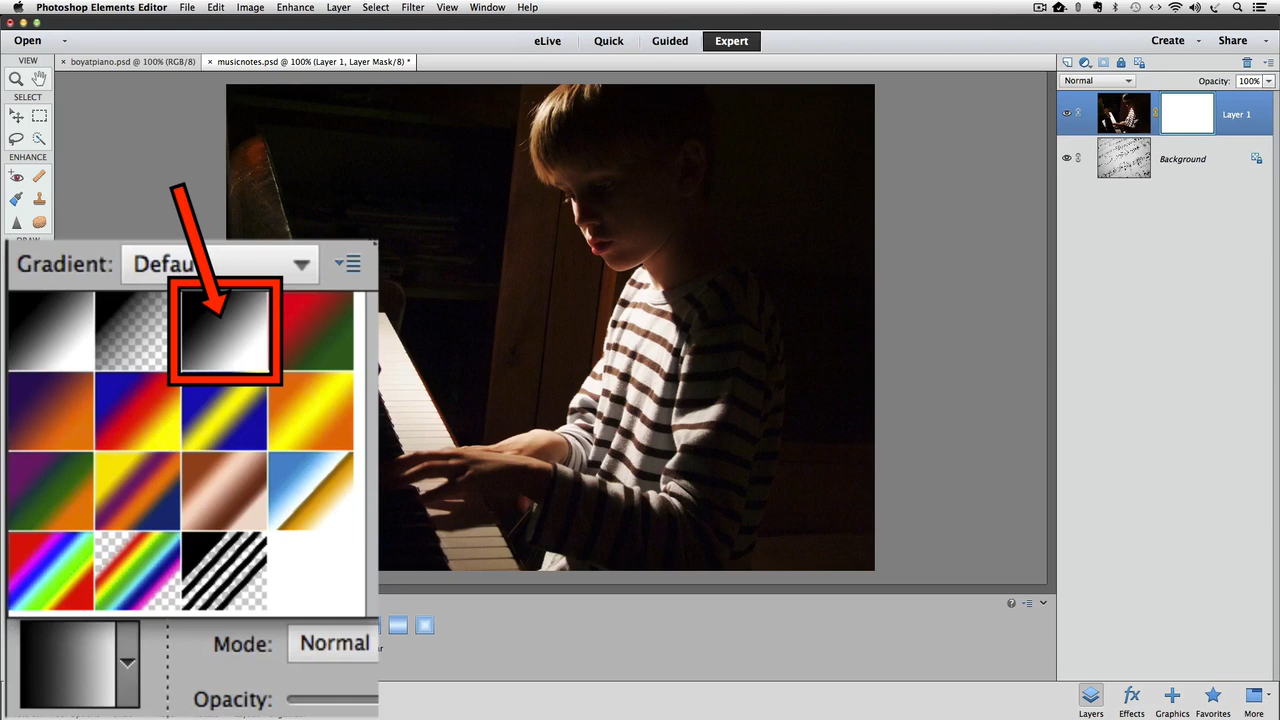 Photoshop Elements Editor File Edit Image Enhance Layer Select Filter View Window Help
Open
eLive Quick Guided Expert
Create Share
VIEW
× boyatpiano.psd @ 100% (RGB/8) × musicnotes.psd @ 100% (Layer 1, Layer Mask/8) *
SELECT
ENHANCE
Normal Opacity: 100%
Layer 1
Background
Gradient: Defau
Mode: Normal
Opacity:
Layers Effects Graphics Favorites More